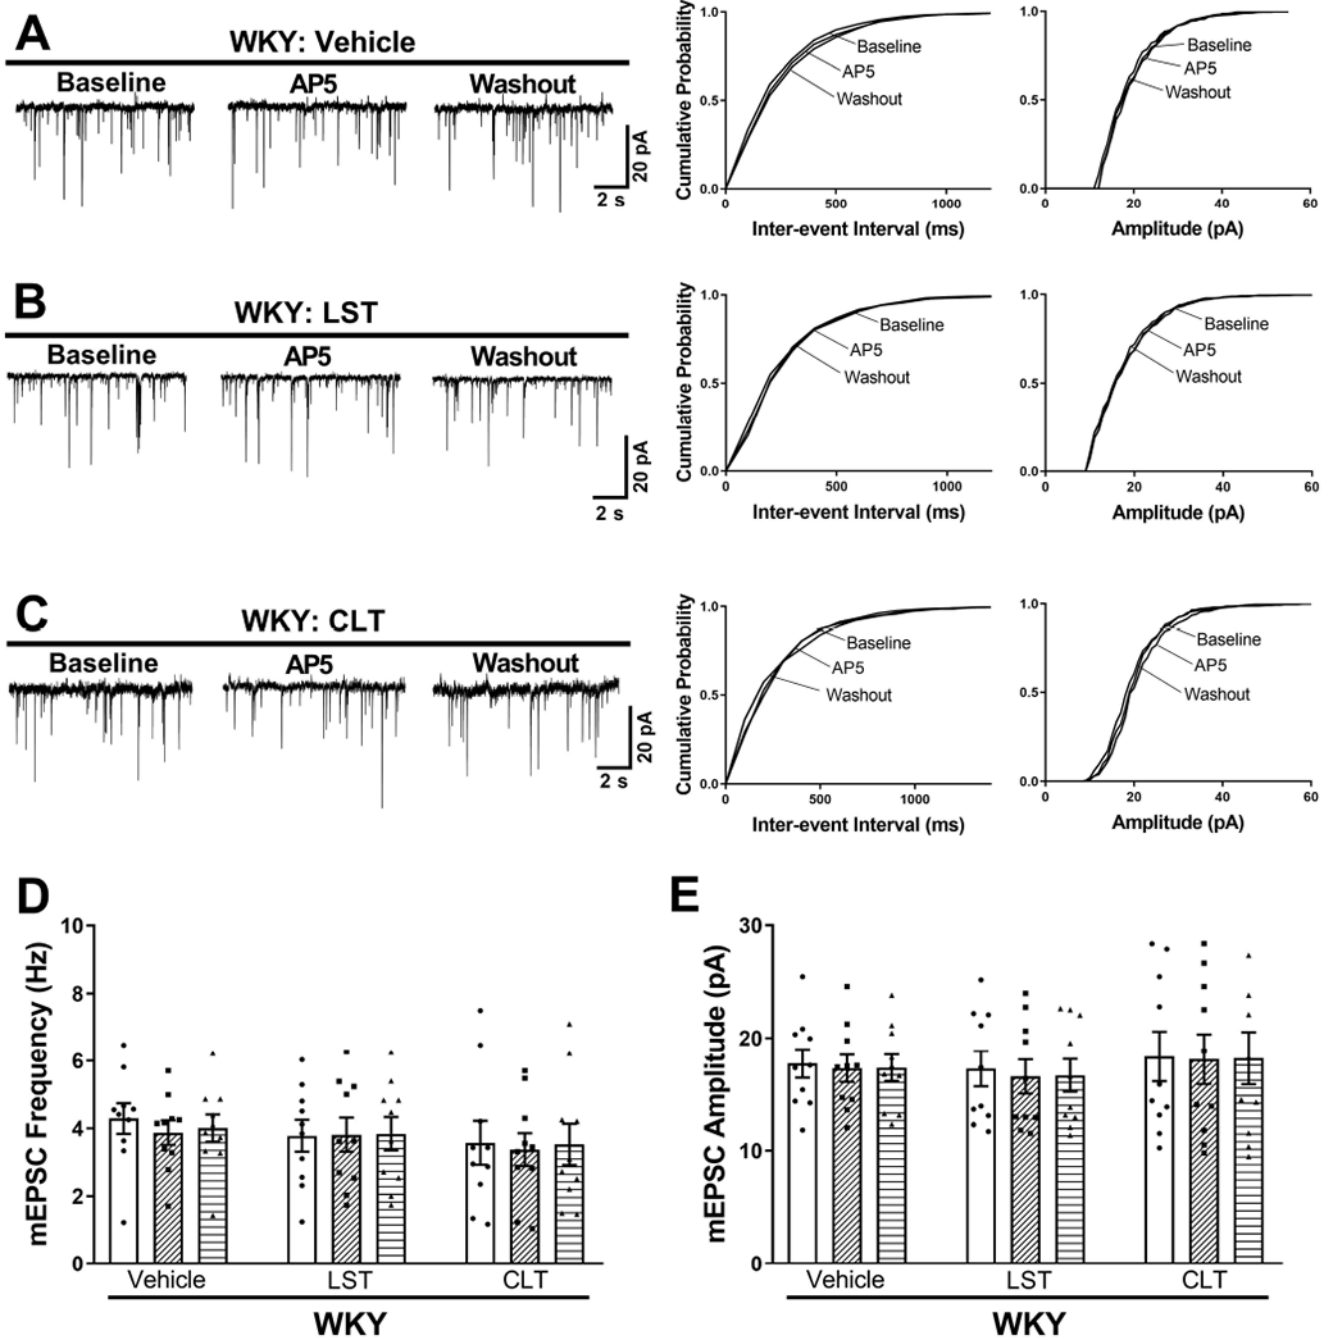 A
WKY: Vehicle
Baseline AP5 Washout
20 pA
2 s
Cumulative Probability
1.0
0.5
0.0
0 500 1000
Inter-event Interval (ms)
Baseline
AP5
Washout
1.0
0.5
0.0
0 20 40 60
Amplitude (pA)
Baseline
AP5
Washout
B
WKY: LST
Baseline AP5 Washout
20 pA
2 s
Cumulative Probability
1.0
0.5
0.0
0 500 1000
Inter-event Interval (ms)
Baseline
AP5
Washout
1.0
0.5
0.0
0 20 40 60
Amplitude (pA)
Baseline
AP5
Washout
C
WKY: CLT
Baseline AP5 Washout
20 pA
2 s
Cumulative Probability
1.0
0.5
0.0
0 500 1000
Inter-event Interval (ms)
Baseline
AP5
Washout
1.0
0.5
0.0
0 20 40 60
Amplitude (pA)
Baseline
AP5
Washout
D
mEPSC Frequency (Hz)
10
8
6
4
2
0
Vehicle LST CLT
WKY
E
mEPSC Amplitude (pA)
30
20
10
0
Vehicle LST CLT
WKY